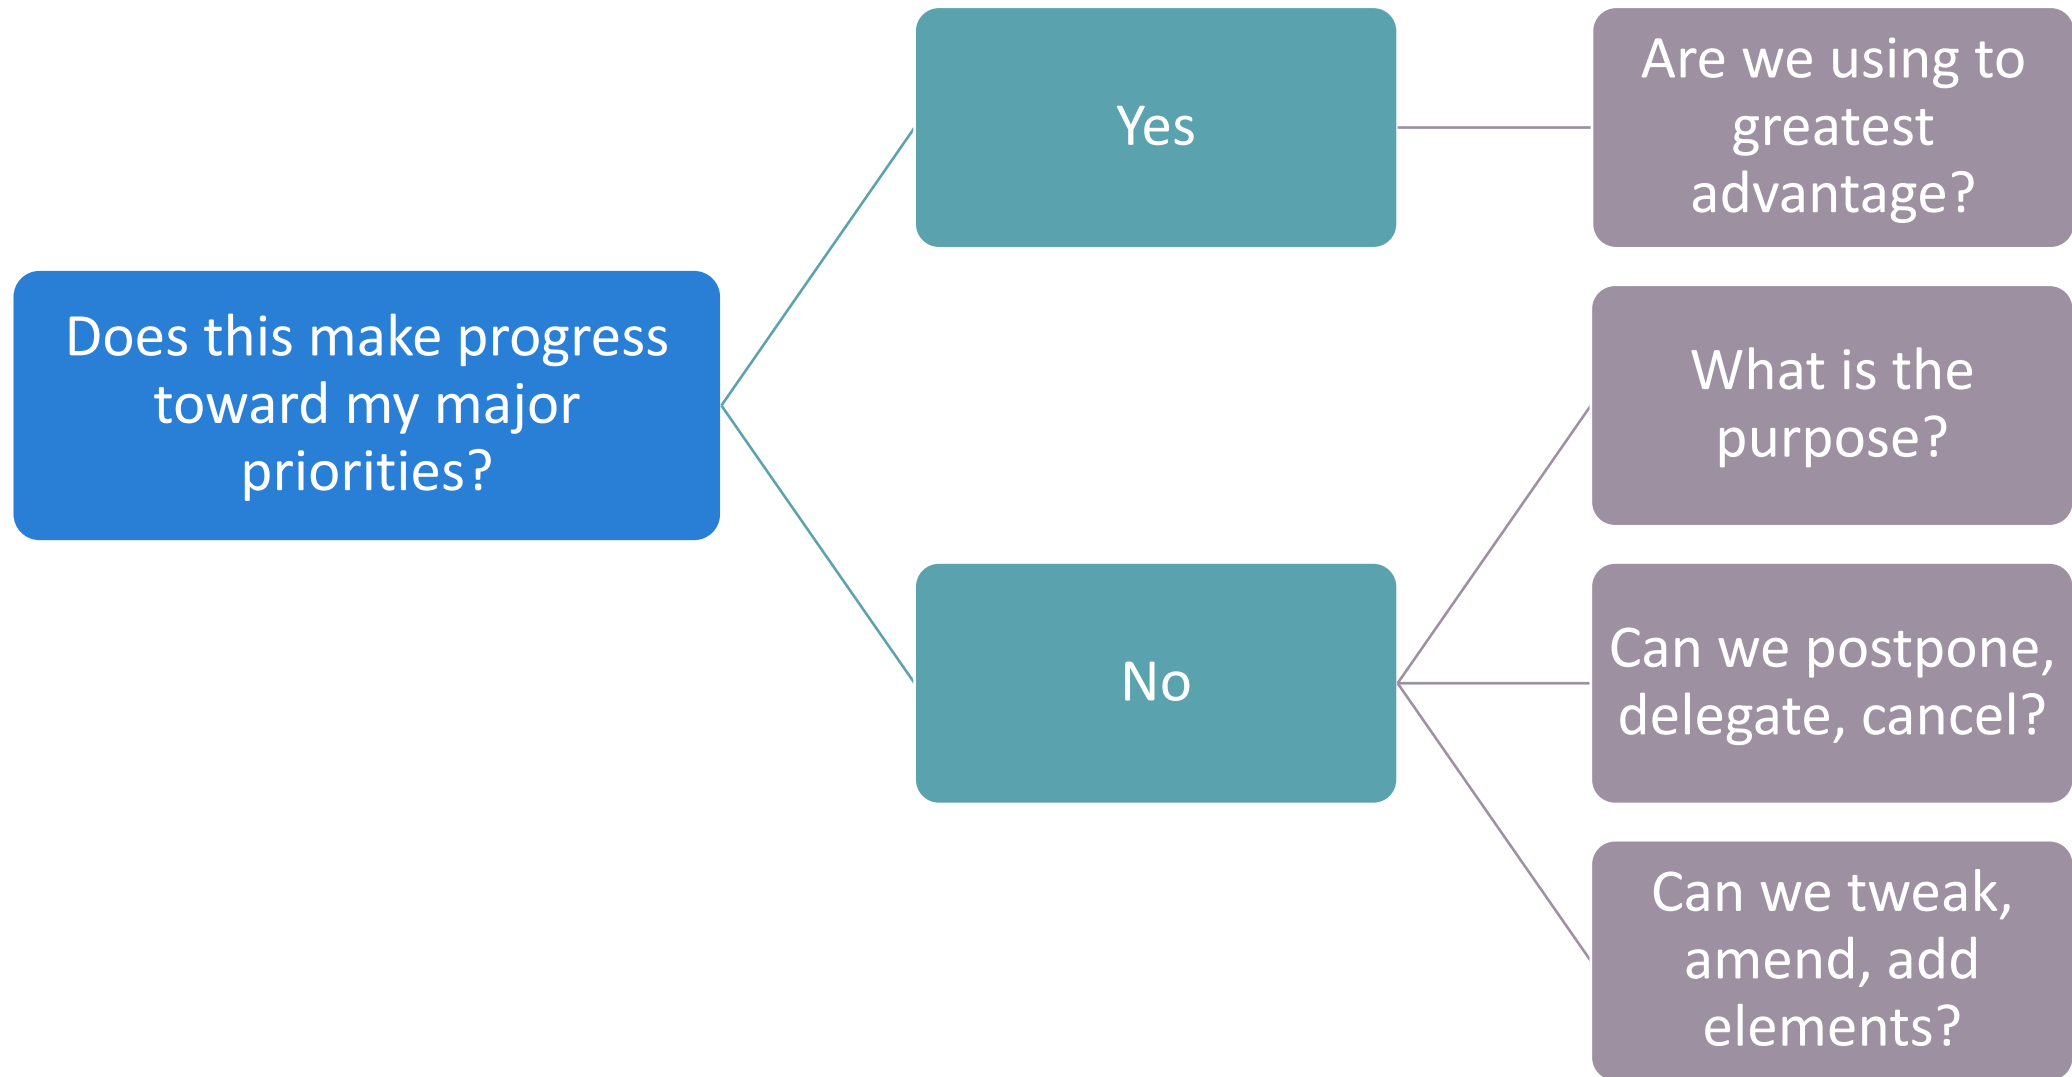 Does this make progress
toward my major
priorities?
Yes
Are we using to
greatest
advantage?
No
What is the
purpose?
Can we postpone,
delegate, cancel?
Can we tweak,
amend, add
elements?